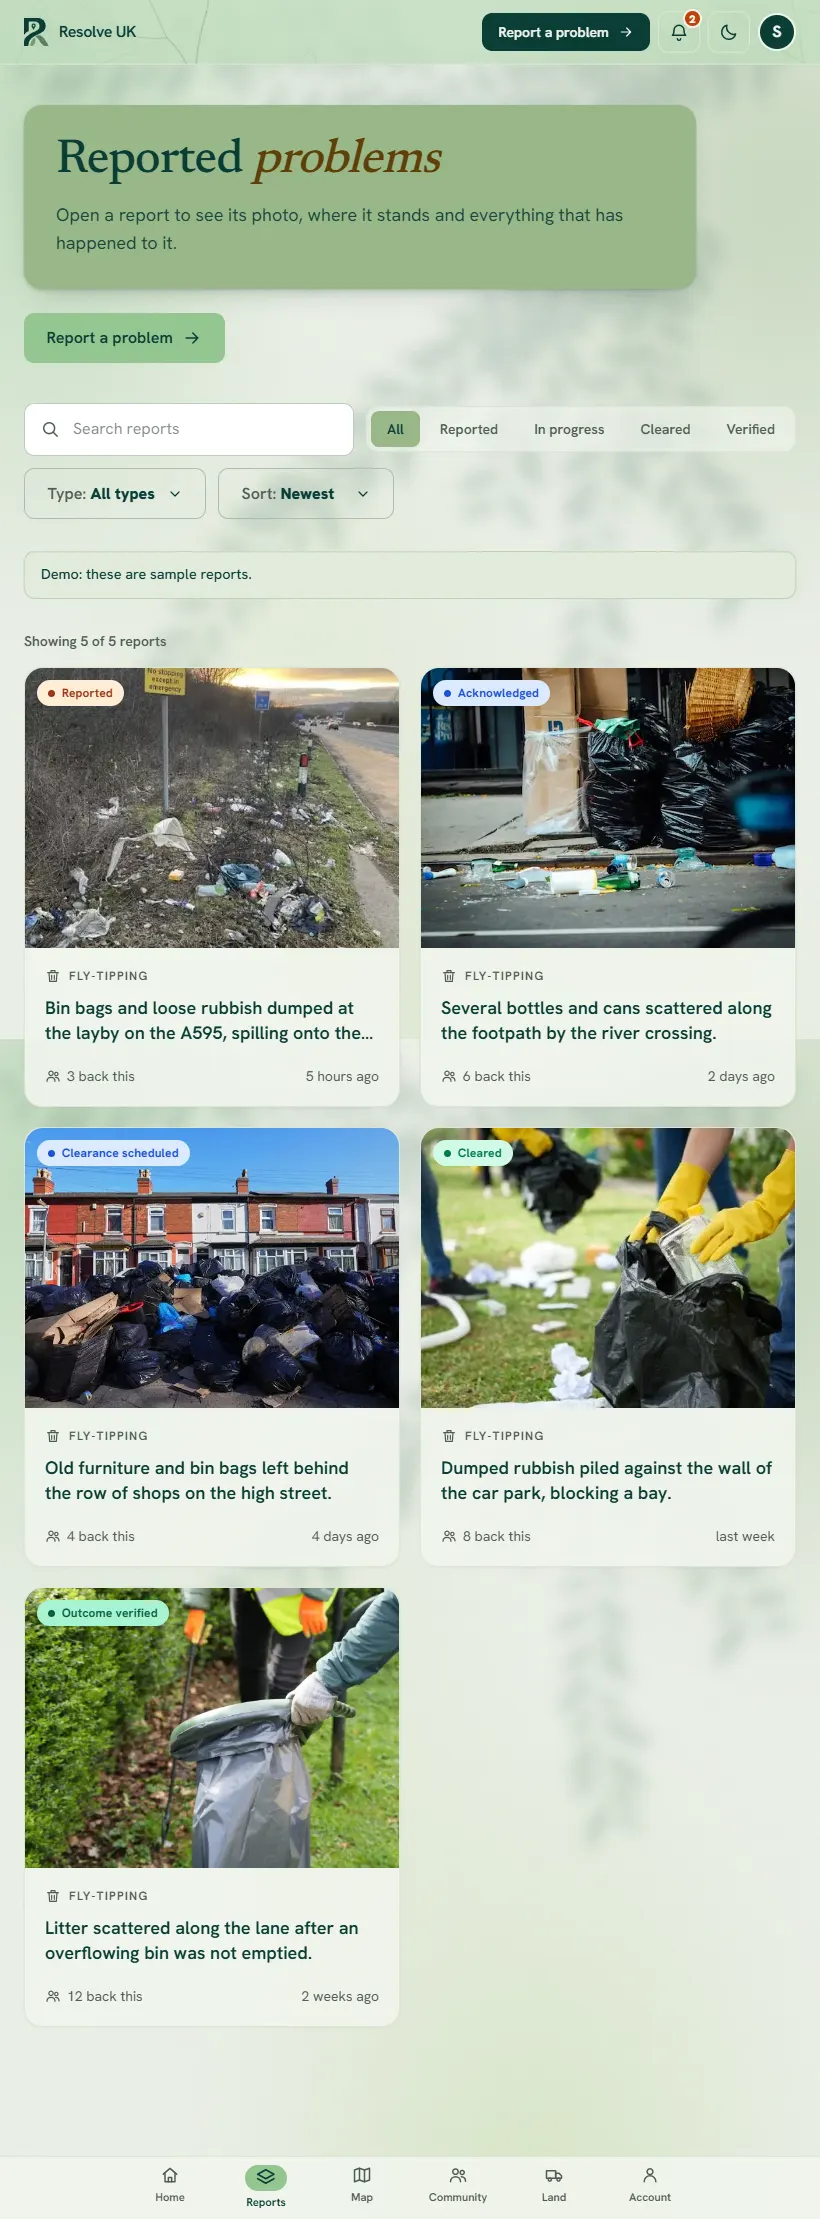 Resolve UK
Report a problem
2
S
Reported problems
Open a report to see its photo, where it stands and everything that has
happened to it.
Report a problem
Search reports
All
Reported
In progress
Cleared
Verified
Type: All types
Sort: Newest
Demo: these are sample reports.
Showing 5 of 5 reports
No stopping
except in
emergency
Reported
Acknowledged
FLY-TIPPING
Bin bags and loose rubbish dumped at
the layby on the A595, spilling onto the...
3 back this
5 hours ago
FLY-TIPPING
Several bottles and cans scattered along
the footpath by the river crossing.
6 back this
2 days ago
Clearance scheduled
Cleared
FLY-TIPPING
Old furniture and bin bags left behind
the row of shops on the high street.
4 back this
4 days ago
FLY-TIPPING
Dumped rubbish piled against the wall of
the car park, blocking a bay.
8 back this
last week
Outcome verified
FLY-TIPPING
Litter scattered along the lane after an
overflowing bin was not emptied.
12 back this
2 weeks ago
Home
Reports
Map
Community
Land
Account